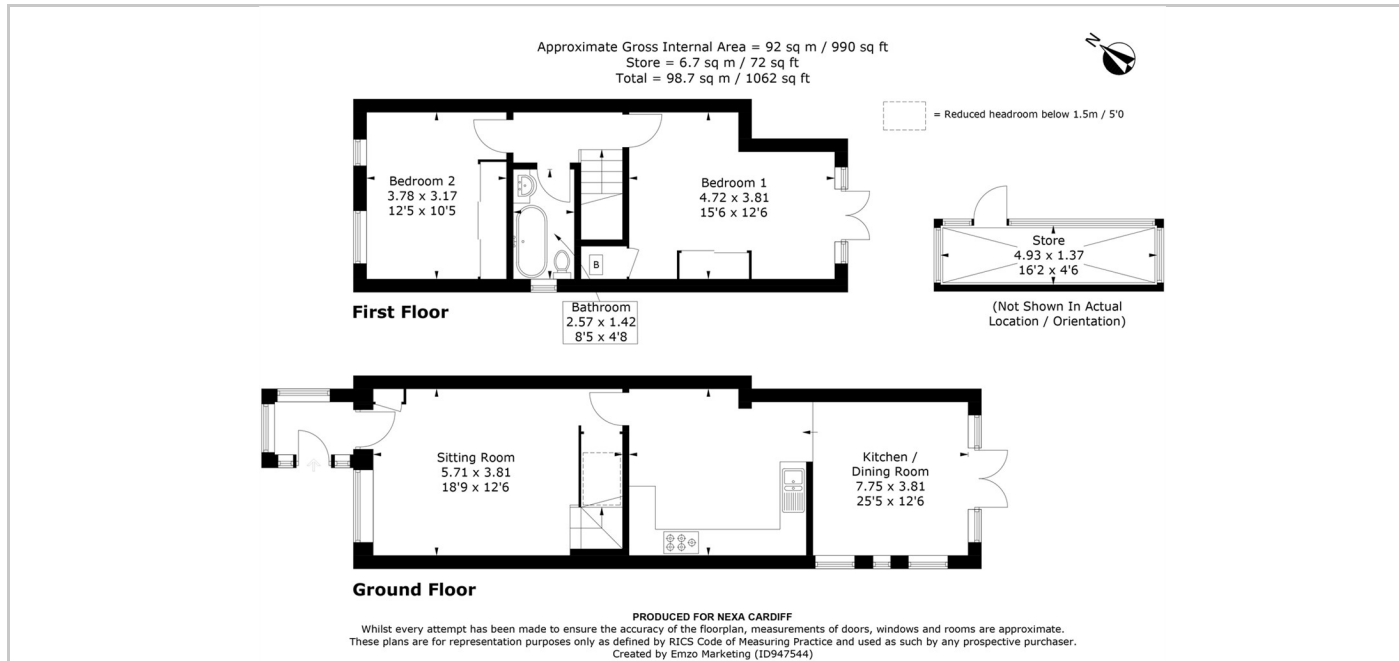 Approximate Gross Internal Area = 92 sq m / 990 sq ft
Store = 6.7 sq m / 72 sq ft
Total = 98.7 sq m / 1062 sq ft
N
= Reduced headroom below 1.5m / 5'0
Bedroom 2
3.78 x 3.17
12'5 x 10'5
Bedroom 1
4.72 x 3.81
15'6 x 12'6
B
Store
4.93 x 1.37
16'2 x 4'6
(Not Shown In Actual
Location / Orientation)
Bathroom
2.57 x 1.42
8'5 x 4'8
First Floor
Sitting Room
5.71 x 3.81
18'9 x 12'6
Kitchen /
Dining Room
7.75 x 3.81
25'5 x 12'6
Ground Floor
PRODUCED FOR NEXA CARDIFF
Whilst every attempt has been made to ensure the accuracy of the floorplan, measurements of doors, windows and rooms are approximate.
These plans are for representation purposes only as defined by RICS Code of Measuring Practice and used as such by any prospective purchaser.
Created by Emzo Marketing (ID947544)